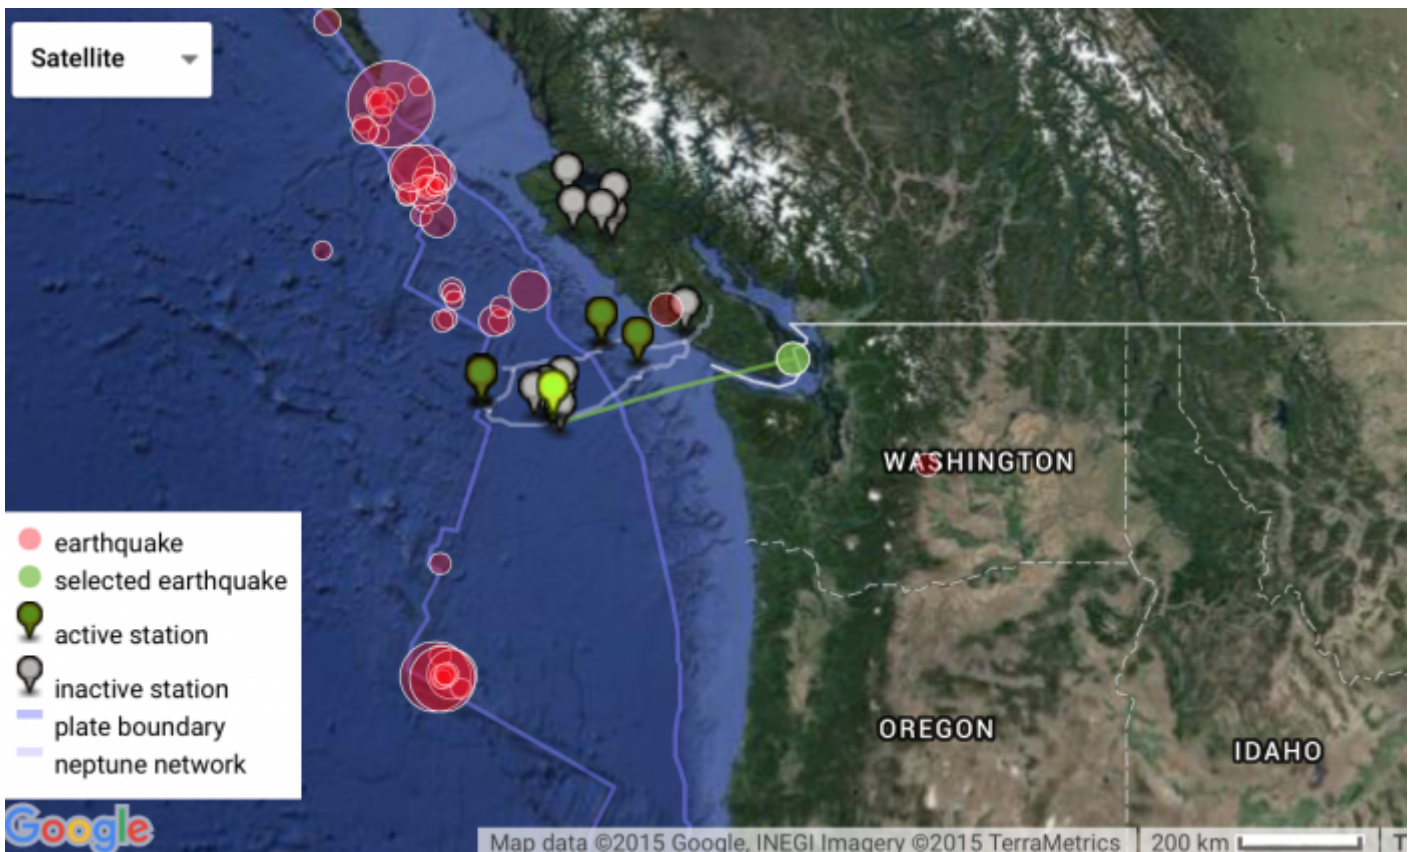 Satellite
WASHINGTON
earthquake
selected earthquake
active station
inactive station
plate boundary
neptune network
OREGON
IDAHO
Google
Map data ©2015 Google, INEGI Imagery ©2015 TerraMetrics
200 km
T